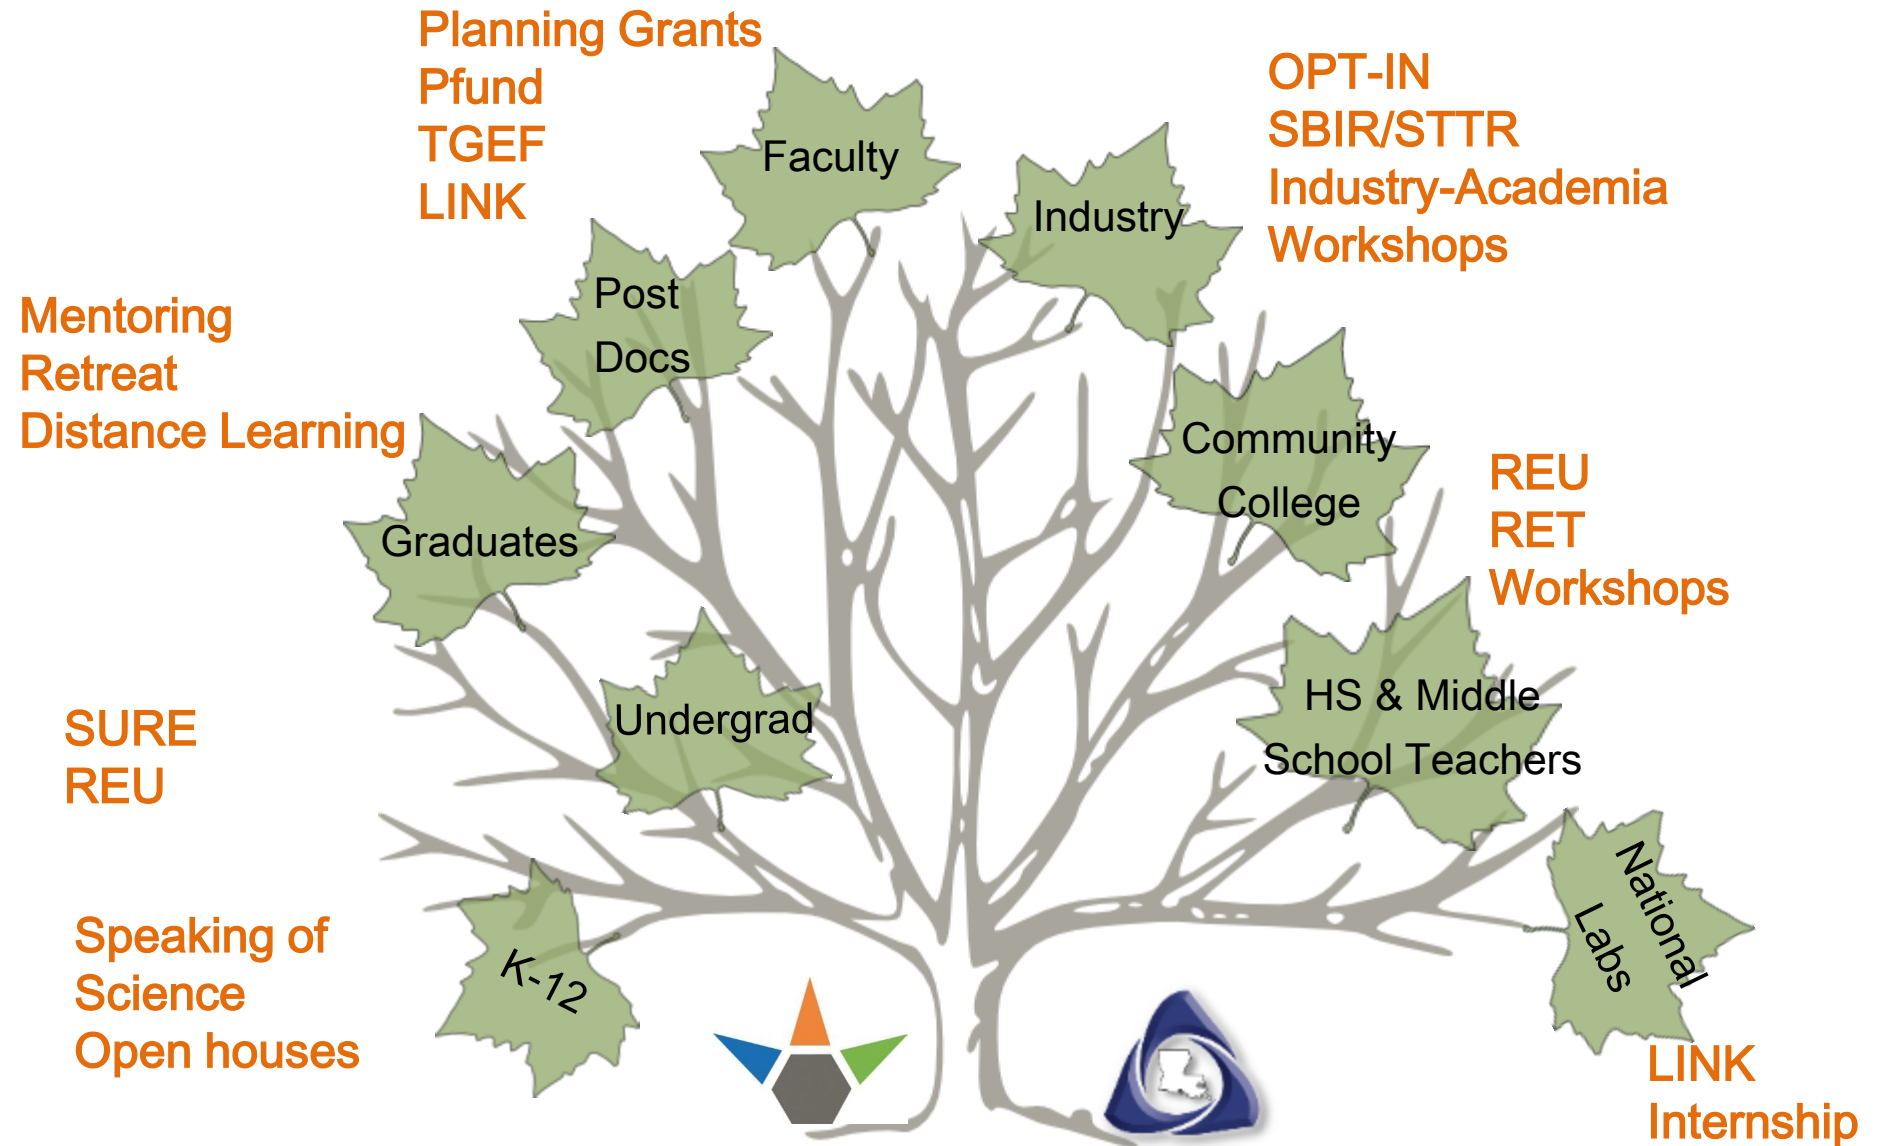 Planning Grants
Pfund
TGEF
LINK
Faculty
OPT-IN
SBIR/STTR
Industry-Academia
Workshops
Industry
Post
Docs
Mentoring
Retreat
Distance Learning
Graduates
Community
College
REU
RET
Workshops
HS & Middle
School Teachers
SURE
REU
Undergrad
Speaking of
Science
Open houses
K-12
National
Labs
LINK
Internship